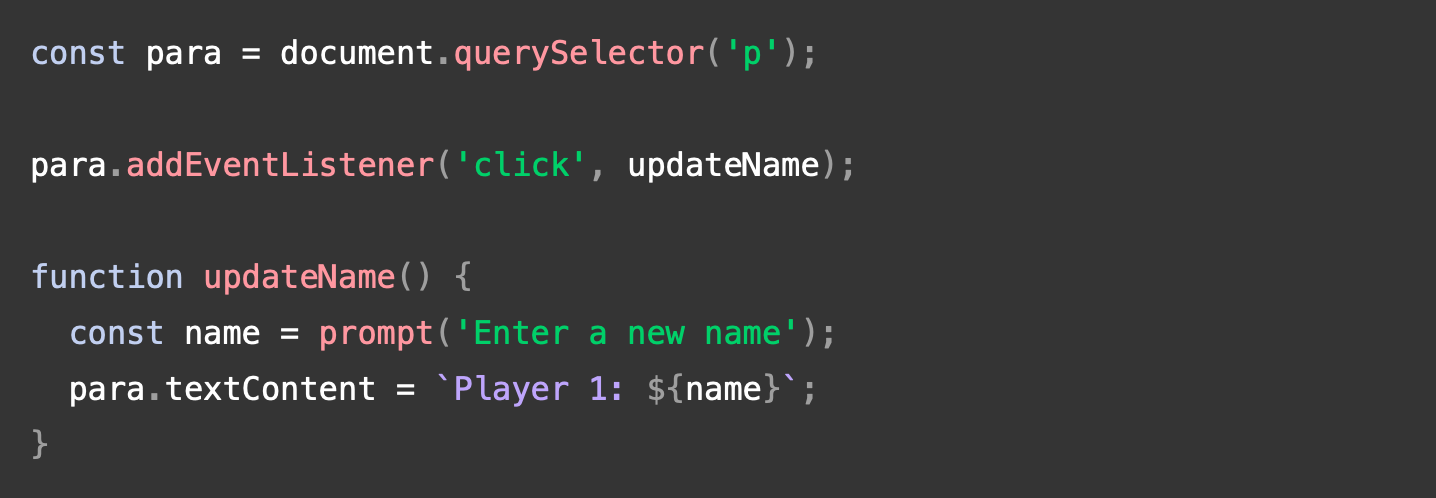 const para = document.querySelector('p');
para.addEventListener('click', updateName);
function updateName() {
  const name = prompt('Enter a new name');
  para.textContent = `Player 1: ${name}`;
}